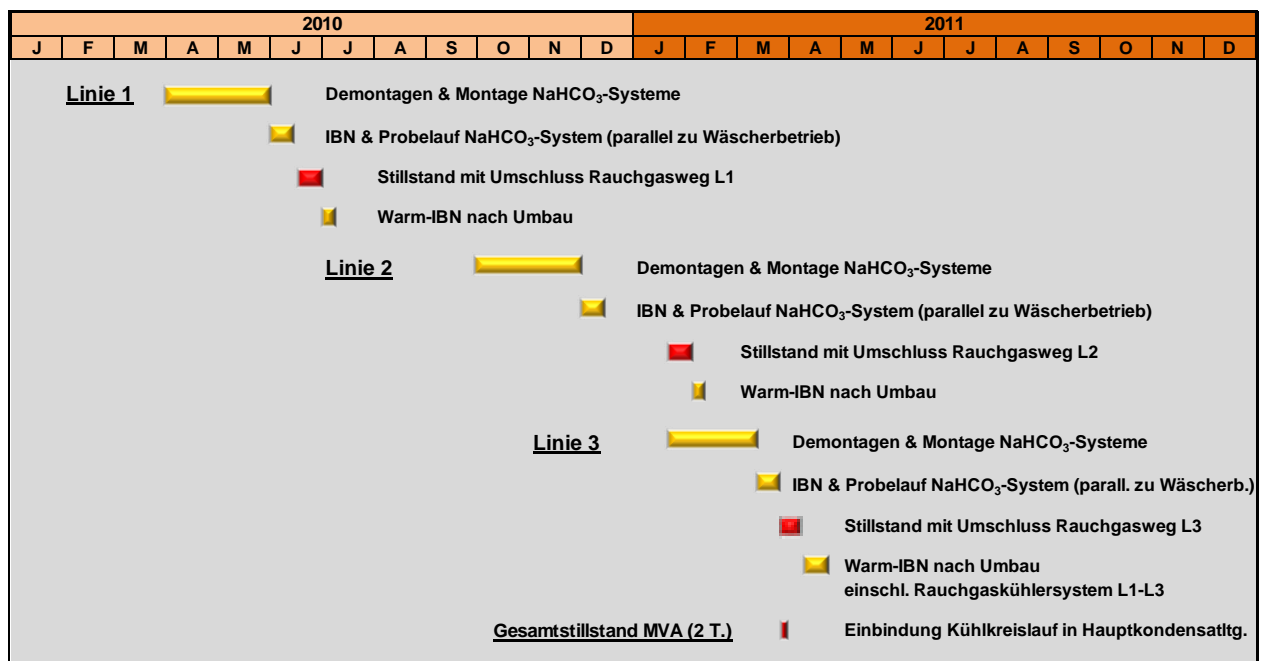 2010 2011
J F M A M J J A S O N D J F M A M J J A S O N D
Linie 1 Demontagen & Montage NaHCO₃-Systeme
IBN & Probelauf NaHCO₃-System (parallel zu Wäscherbetrieb)
Stillstand mit Umschluss Rauchgasweg L1
Warm-IBN nach Umbau
Linie 2 Demontagen & Montage NaHCO₃-Systeme
IBN & Probelauf NaHCO₃-System (parallel zu Wäscherbetrieb)
Stillstand mit Umschluss Rauchgasweg L2
Warm-IBN nach Umbau
Linie 3 Demontagen & Montage NaHCO₃-Systeme
IBN & Probelauf NaHCO₃-System (parall. zu Wäscherb.)
Stillstand mit Umschluss Rauchgasweg L3
Warm-IBN nach Umbau
einschl. Rauchgaskühlersystem L1-L3
Gesamtstillstand MVA (2 T.) Einbindung Kühlkreislauf in Hauptkondensatltg.